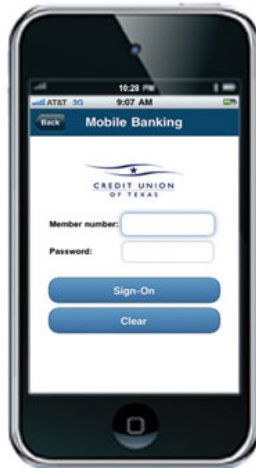 10:28 PM
AT&T 3G 9:07 AM
Back Mobile Banking
CREDIT UNION
OF TEXAS
Member number:
Password:
Sign-On
Clear